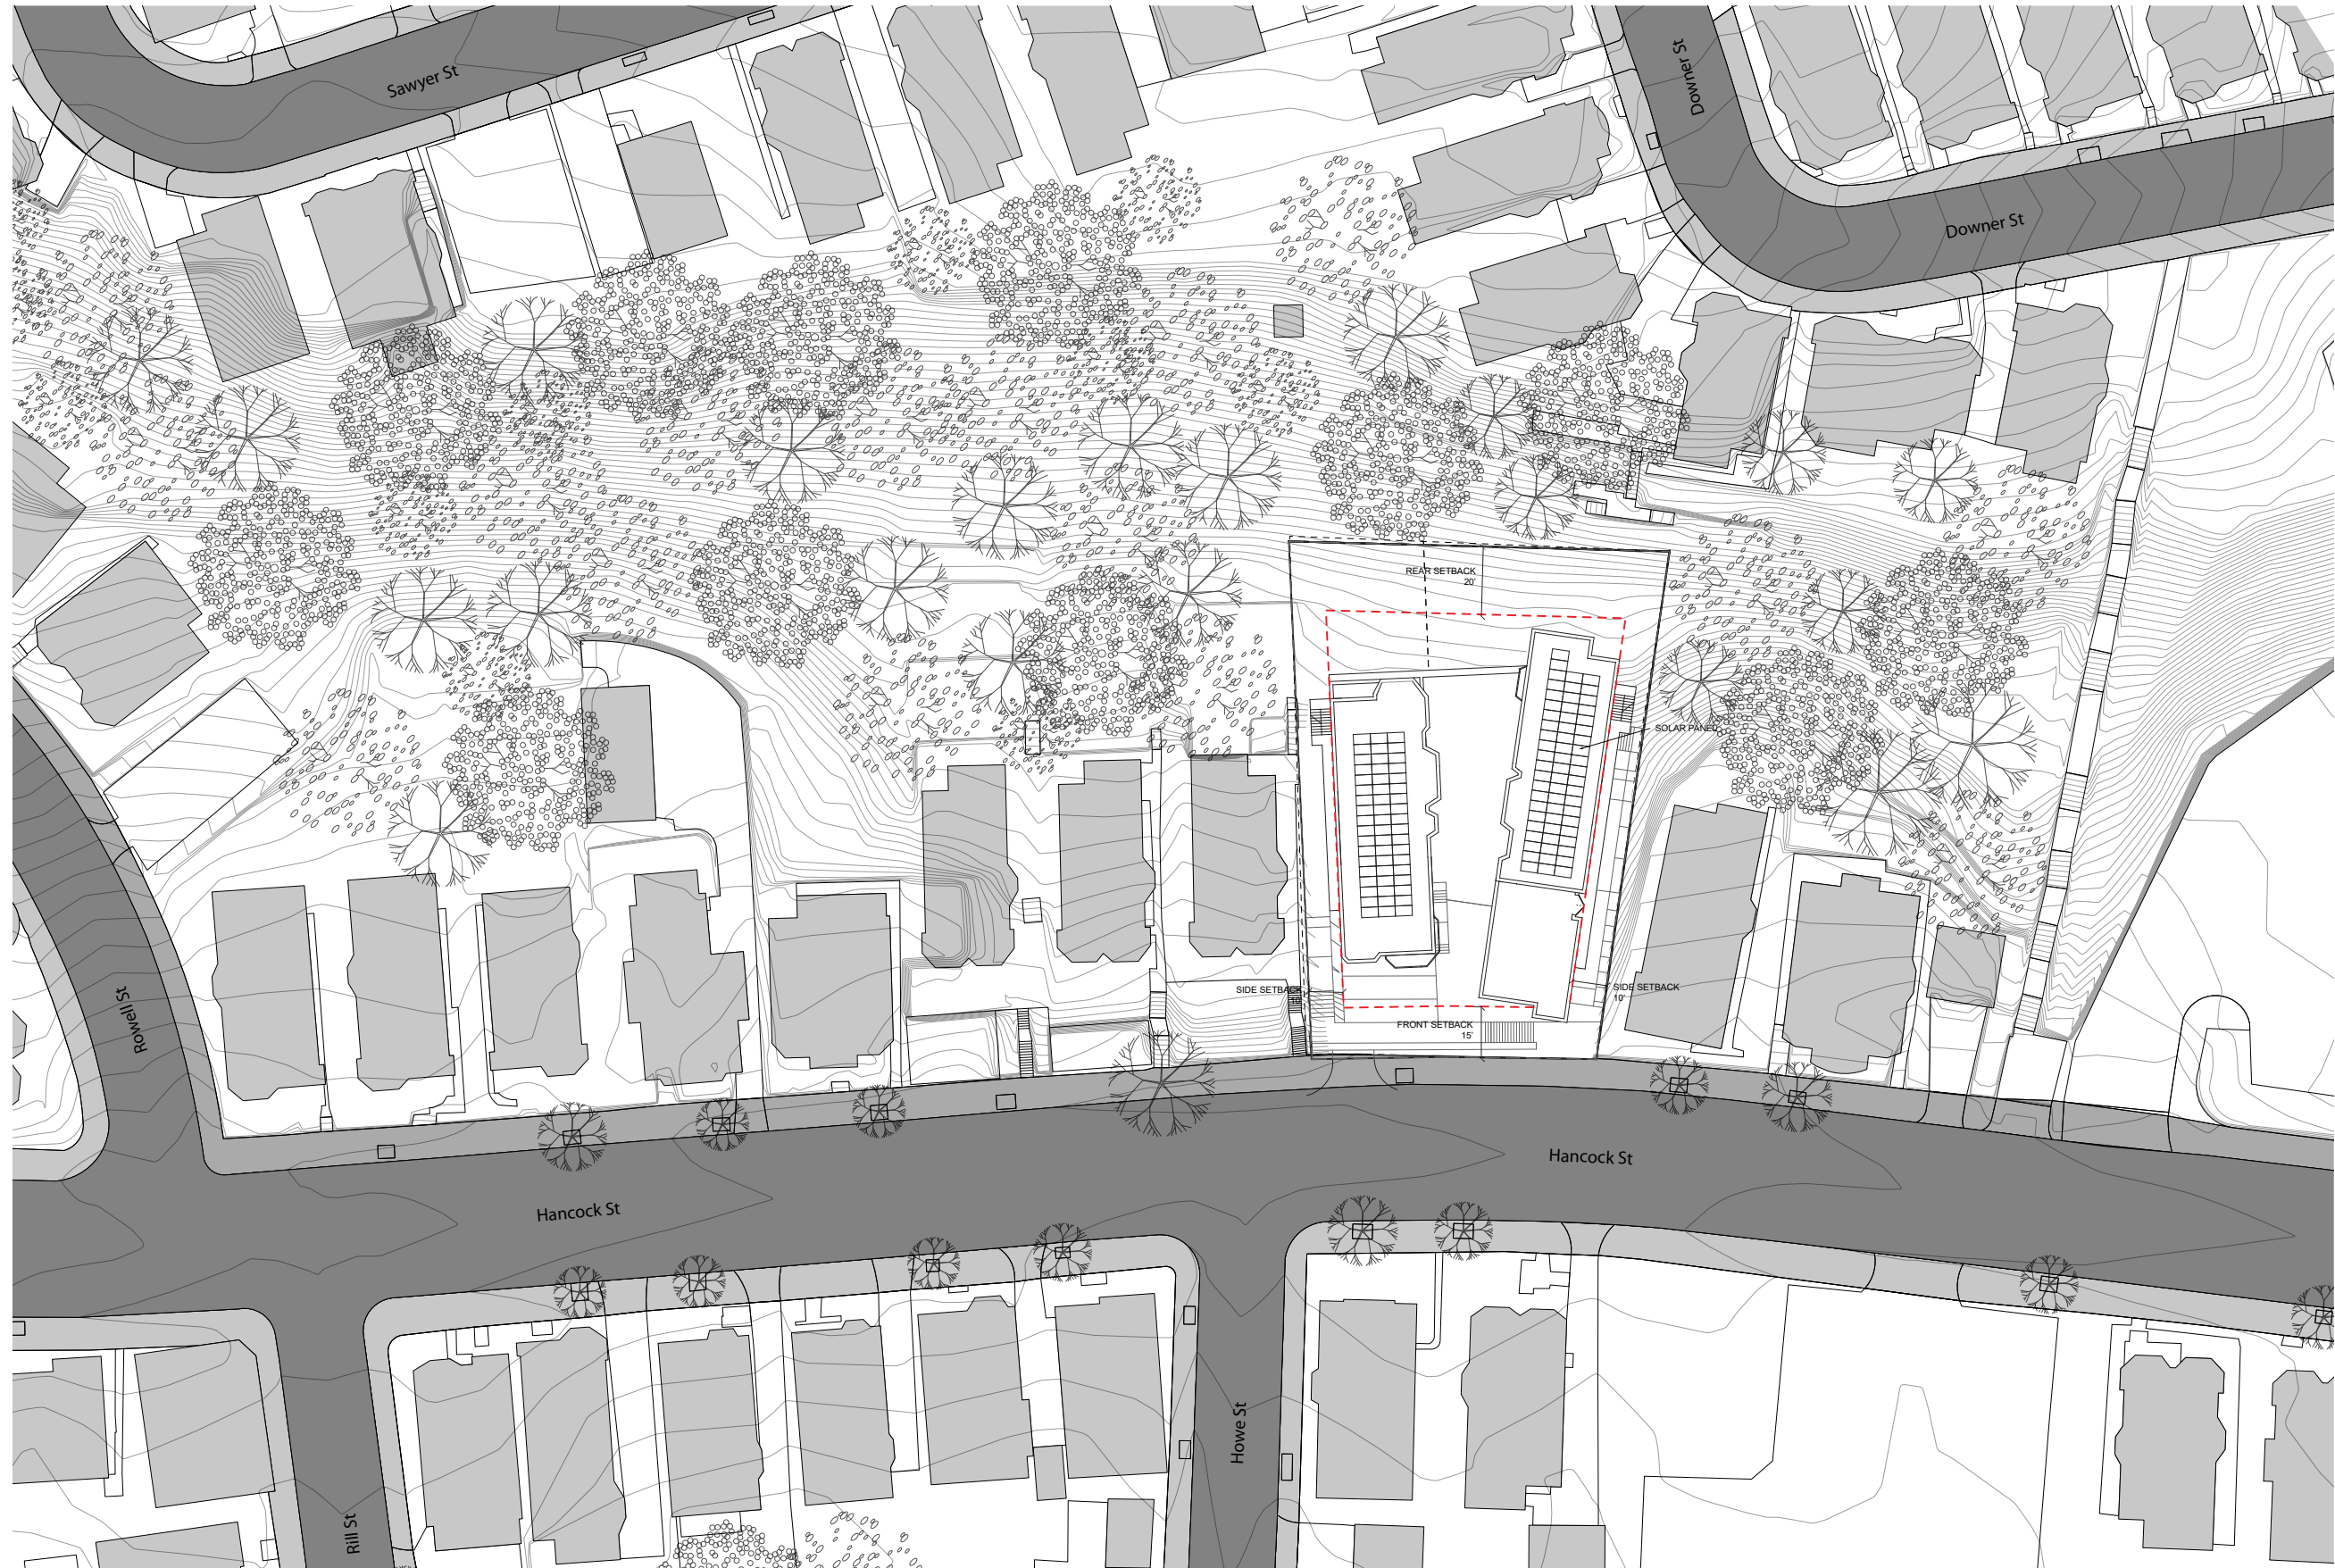 Sawyer St
Downer St
Downer St
REAR SETBACK
20'
SOLAR PANEL
Rowell St
SIDE SETBACK
10'
SIDE SETBACK
10'
FRONT SETBACK
15'
Hancock St
Hancock St
Howe St
Rill St